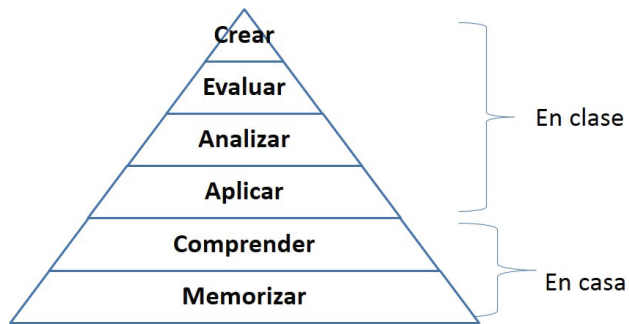 Crear
Evaluar
Analizar
Aplicar
Comprender
Memorizar
En clase
En casa